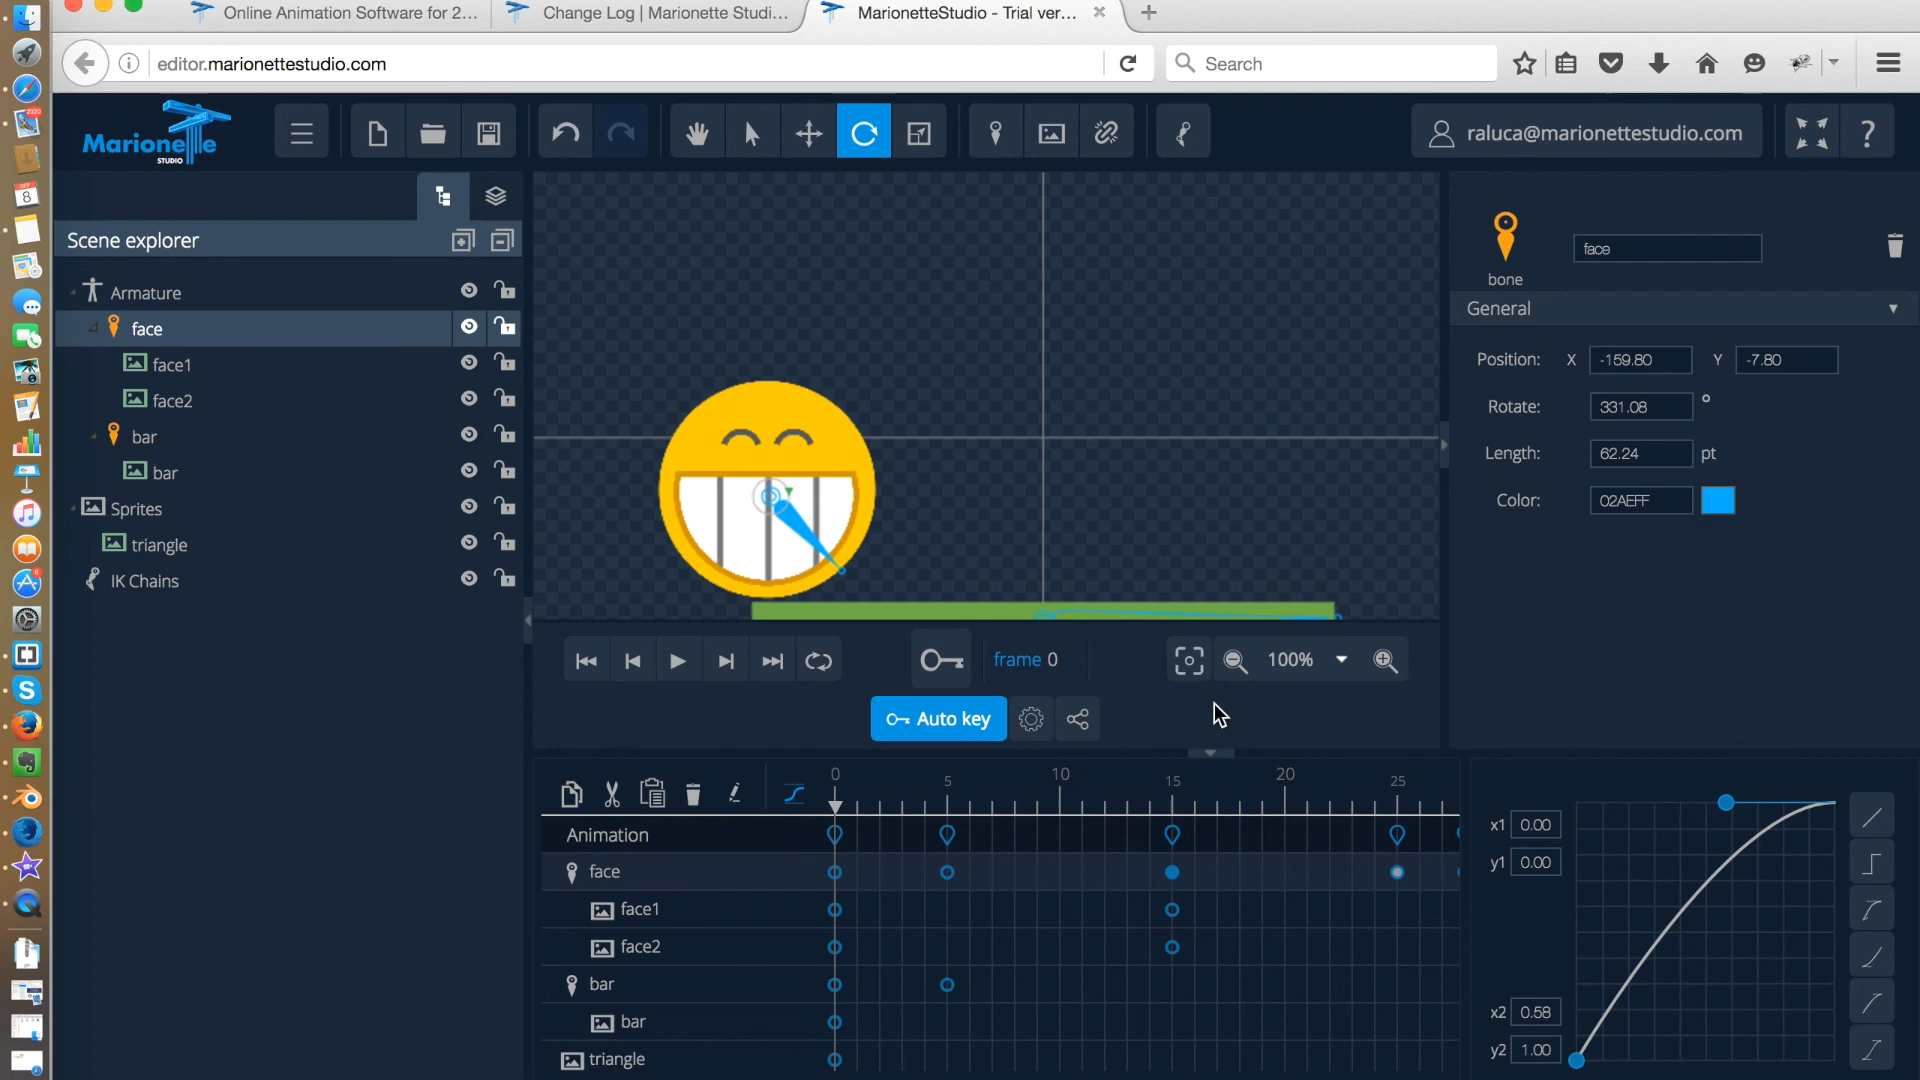 Online Animation Software for 2...
Change Log | Marionette Studi...
MarionetteStudio - Trial ver...
editor.marionettestudio.com
Search
Marionette
STUDIO
raluca@marionettestudio.com
?
Scene explorer
Armature
face
face1
face2
bar
bar
Sprites
triangle
IK Chains
face
bone
General
Position: X -159.80 Y -7.80
Rotate: 331.08 °
Length: 62.24 pt
Color: 02AEFF
frame 0
100%
Auto key
0 5 10 15 20 25
Animation
face
face1
face2
bar
bar
triangle
x1 0.00
y1 0.00
x2 0.58
y2 1.00